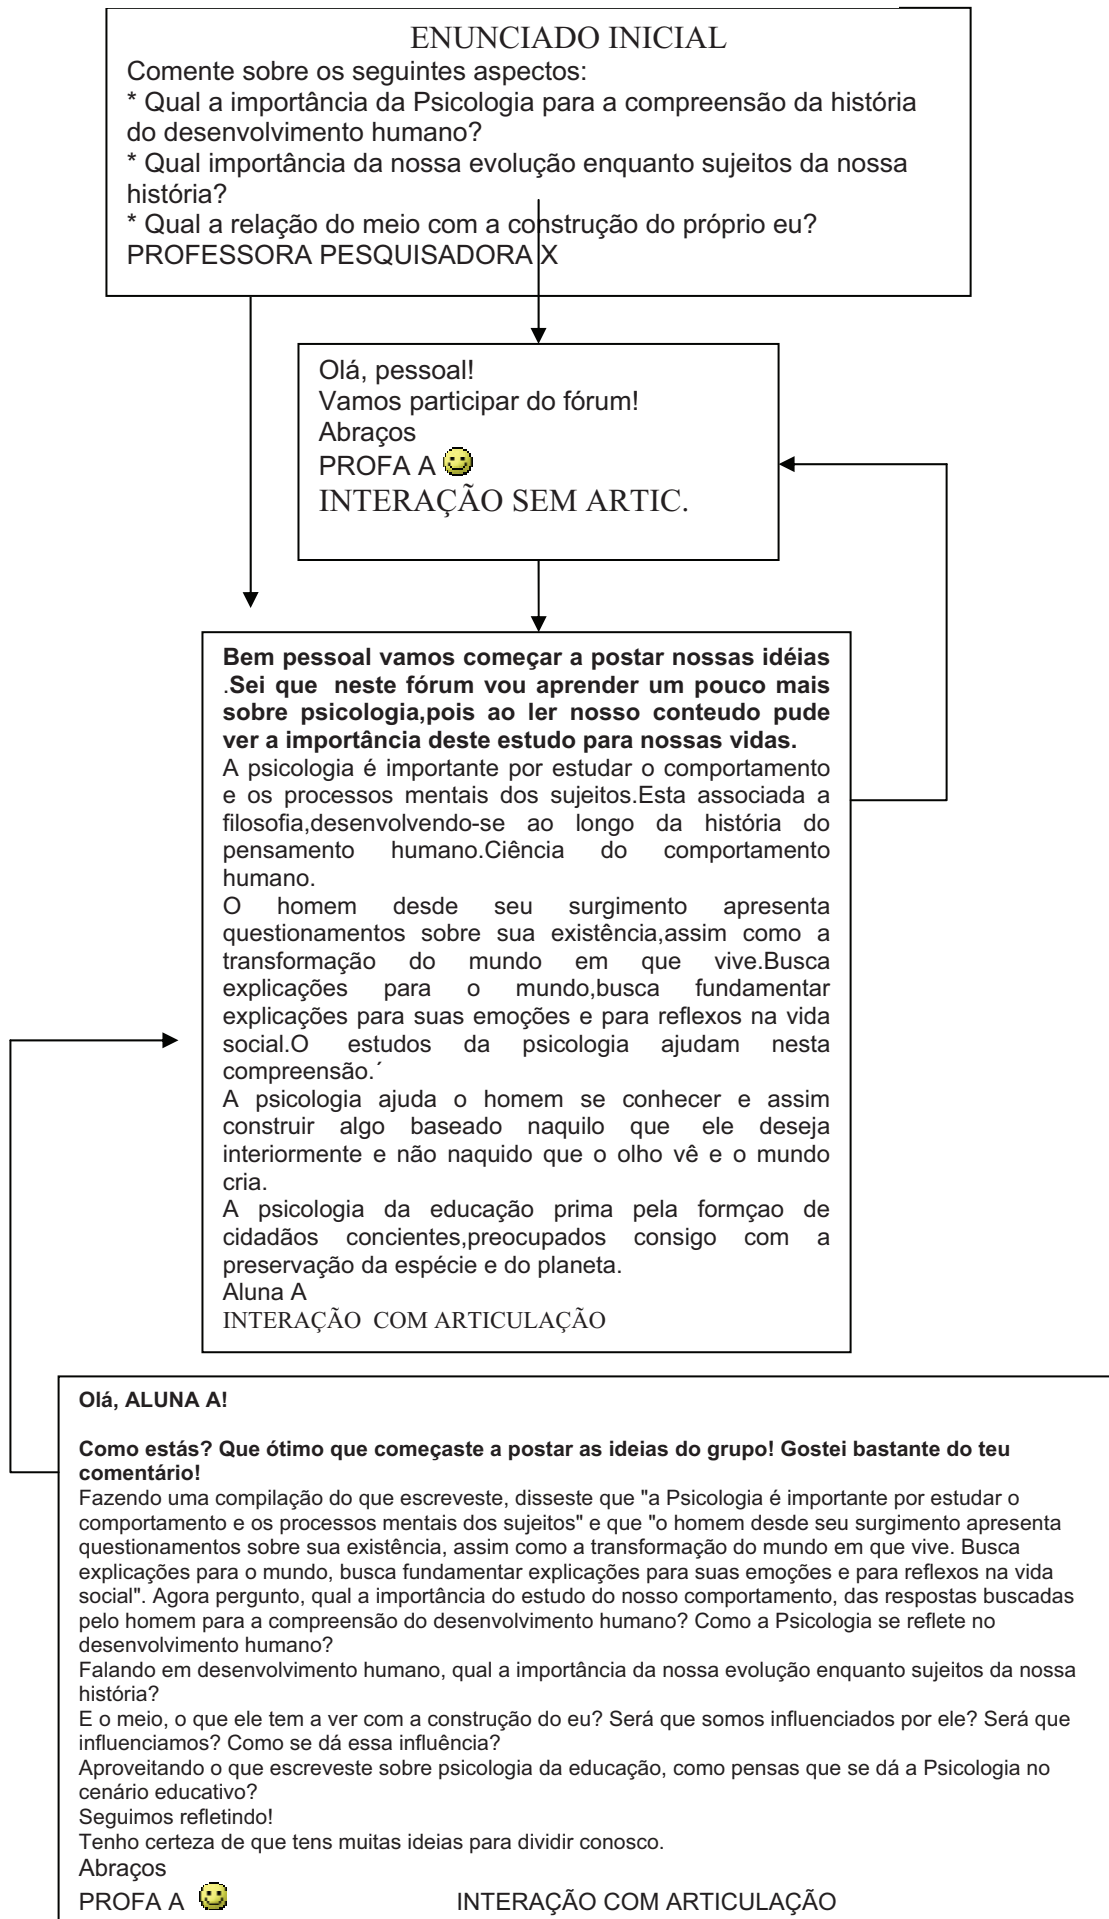 ENUNCIADO INICIAL
Comente sobre os seguintes aspectos:
* Qual a importância da Psicologia para a compreensão da história
do desenvolvimento humano?
* Qual importância da nossa evolução enquanto sujeitos da nossa
história?
* Qual a relação do meio com a construção do próprio eu?
PROFESSORA PESQUISADORA X
Olá, pessoal!
Vamos participar do fórum!
Abraços
PROFA A
INTERAÇÃO SEM ARTIC.
Bem pessoal vamos começar a postar nossas idéias
.Sei que neste fórum vou aprender um pouco mais
sobre psicologia,pois ao ler nosso conteudo pude
ver a importância deste estudo para nossas vidas.
A psicologia é importante por estudar o comportamento
e os processos mentais dos sujeitos.Esta associada a
filosofia,desenvolvendo-se ao longo da história do
pensamento humano.Ciência do comportamento
humano.
O homem desde seu surgimento apresenta
questionamentos sobre sua existência,assim como a
transformação do mundo em que vive.Busca
explicações para o mundo,busca fundamentar
explicações para suas emoções e para reflexos na vida
social.O estudos da psicologia ajudam nesta
compreensão.´
A psicologia ajuda o homem se conhecer e assim
construir algo baseado naquilo que ele deseja
interiormente e não naquido que o olho vê e o mundo
cria.
A psicologia da educação prima pela formçao de
cidadãos concientes,preocupados consigo com a
preservação da espécie e do planeta.
Aluna A
INTERAÇÃO COM ARTICULAÇÃO
Olá, ALUNA A!
Como estás? Que ótimo que começaste a postar as ideias do grupo! Gostei bastante do teu
comentário!
Fazendo uma compilação do que escreveste, disseste que "a Psicologia é importante por estudar o
comportamento e os processos mentais dos sujeitos" e que "o homem desde seu surgimento apresenta
questionamentos sobre sua existência, assim como a transformação do mundo em que vive. Busca
explicações para o mundo, busca fundamentar explicações para suas emoções e para reflexos na vida
social". Agora pergunto, qual a importância do estudo do nosso comportamento, das respostas buscadas
pelo homem para a compreensão do desenvolvimento humano? Como a Psicologia se reflete no
desenvolvimento humano?
Falando em desenvolvimento humano, qual a importância da nossa evolução enquanto sujeitos da nossa
história?
E o meio, o que ele tem a ver com a construção do eu? Será que somos influenciados por ele? Será que
influenciamos? Como se dá essa influência?
Aproveitando o que escreveste sobre psicologia da educação, como pensas que se dá a Psicologia no
cenário educativo?
Seguimos refletindo!
Tenho certeza de que tens muitas ideias para dividir conosco.
Abraços
PROFA A INTERAÇÃO COM ARTICULAÇÃO